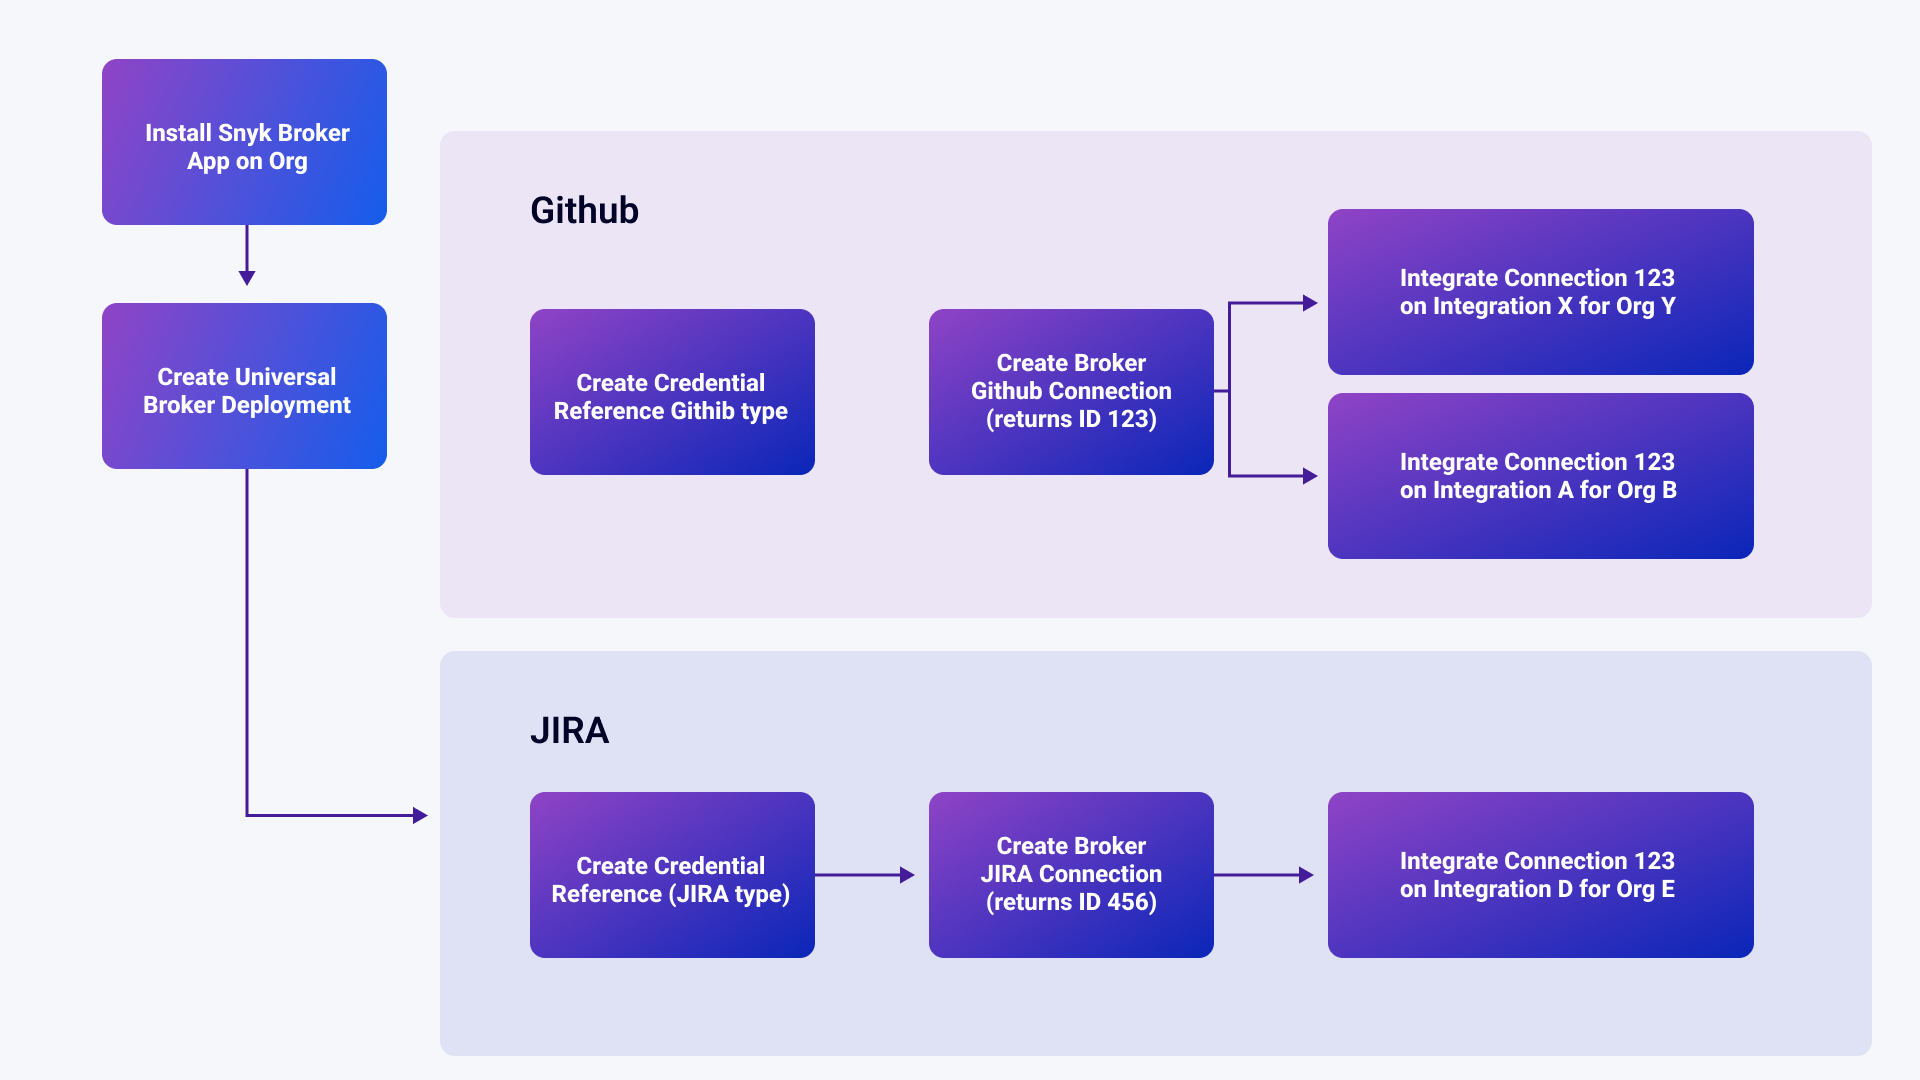 Install Snyk Broker
App on Org
Create Universal
Broker Deployment
Github
Create Credential
Reference Githib type
Create Broker
Github Connection
(returns ID 123)
Integrate Connection 123
on Integration X for Org Y
Integrate Connection 123
on Integration A for Org B
JIRA
Create Credential
Reference (JIRA type)
Create Broker
JIRA Connection
(returns ID 456)
Integrate Connection 123
on Integration D for Org E